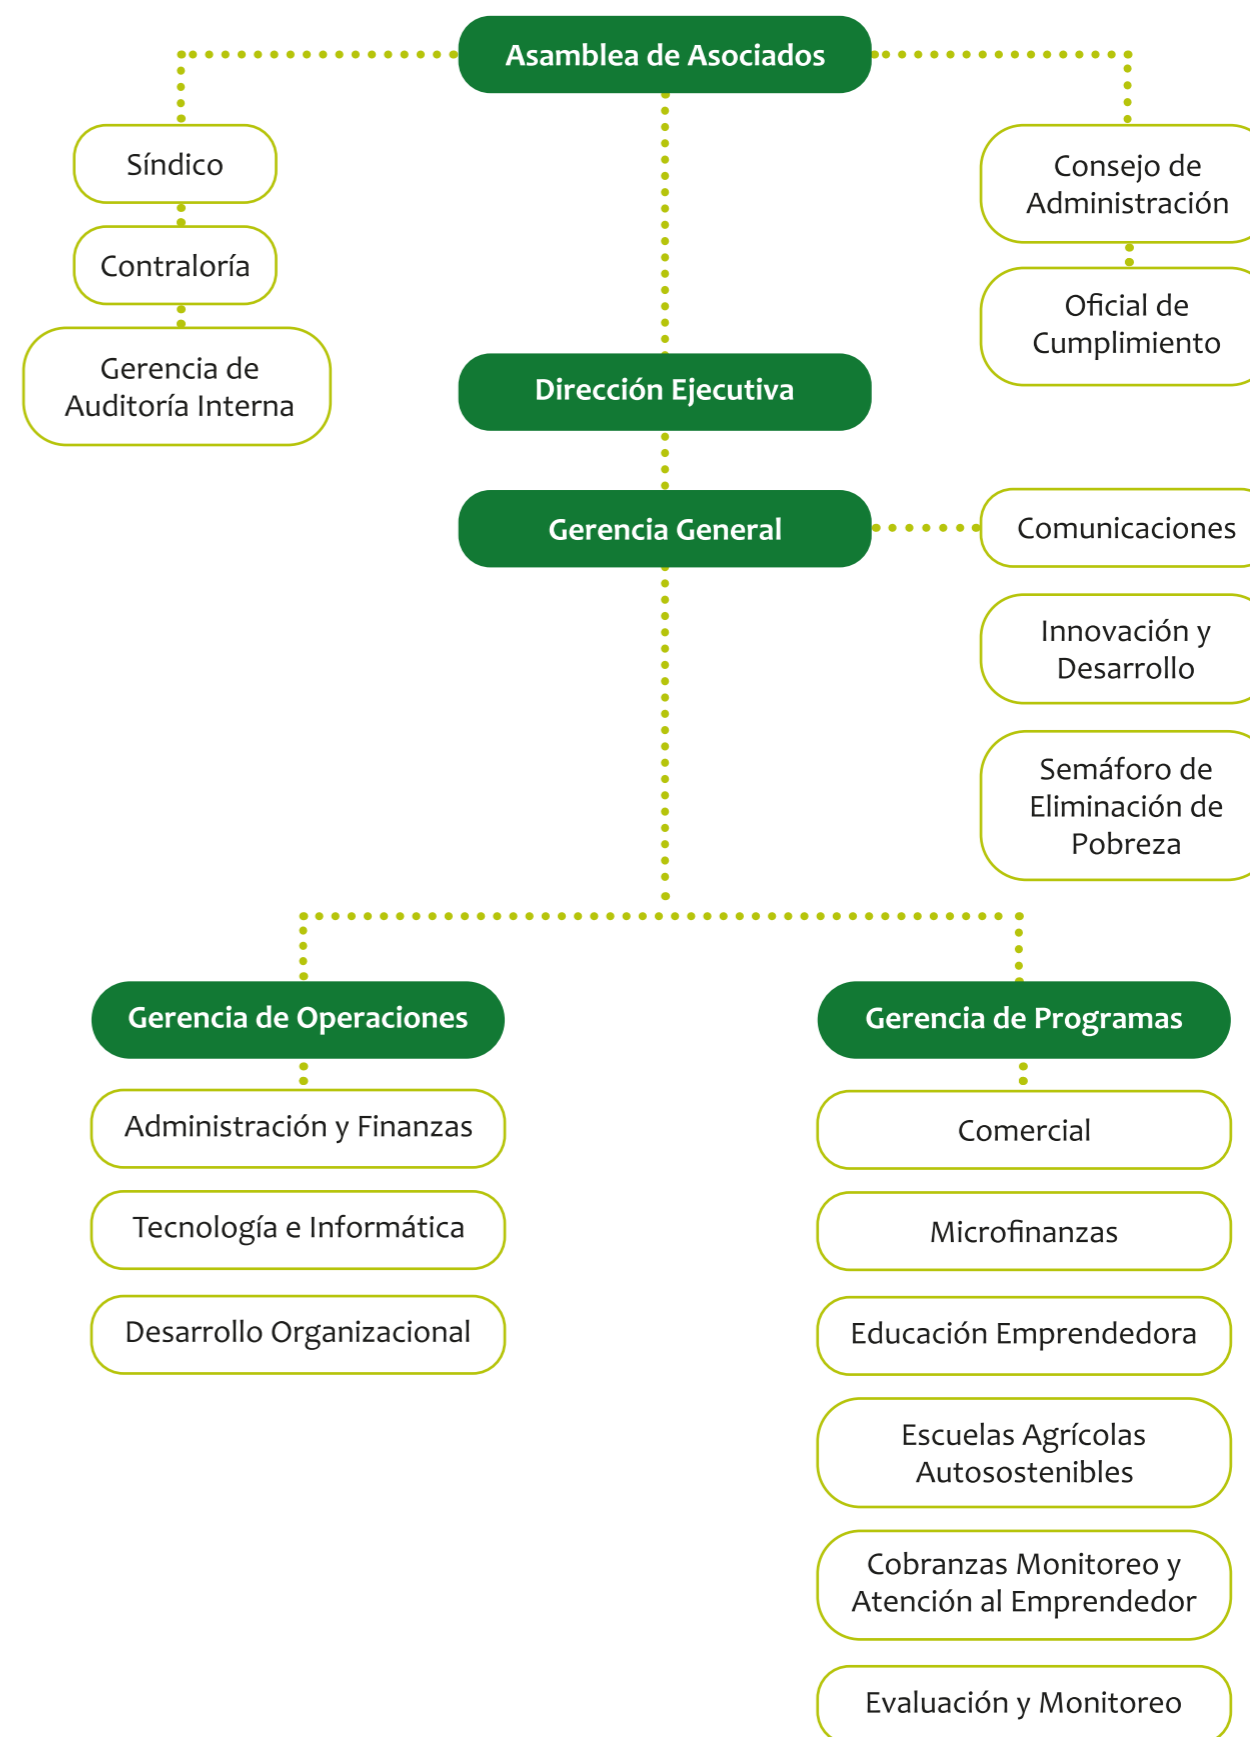 Asamblea de Asociados
Síndico
Contraloría
Gerencia de
Auditoría Interna
Consejo de
Administración
Oficial de
Cumplimiento
Dirección Ejecutiva
Gerencia General
Comunicaciones
Innovación y
Desarrollo
Semáforo de
Eliminación de
Pobreza
Gerencia de Operaciones
Administración y Finanzas
Tecnología e Informática
Desarrollo Organizacional
Gerencia de Programas
Comercial
Microfinanzas
Educación Emprendedora
Escuelas Agrícolas
Autosostenibles
Cobranzas Monitoreo y
Atención al Emprendedor
Evaluación y Monitoreo